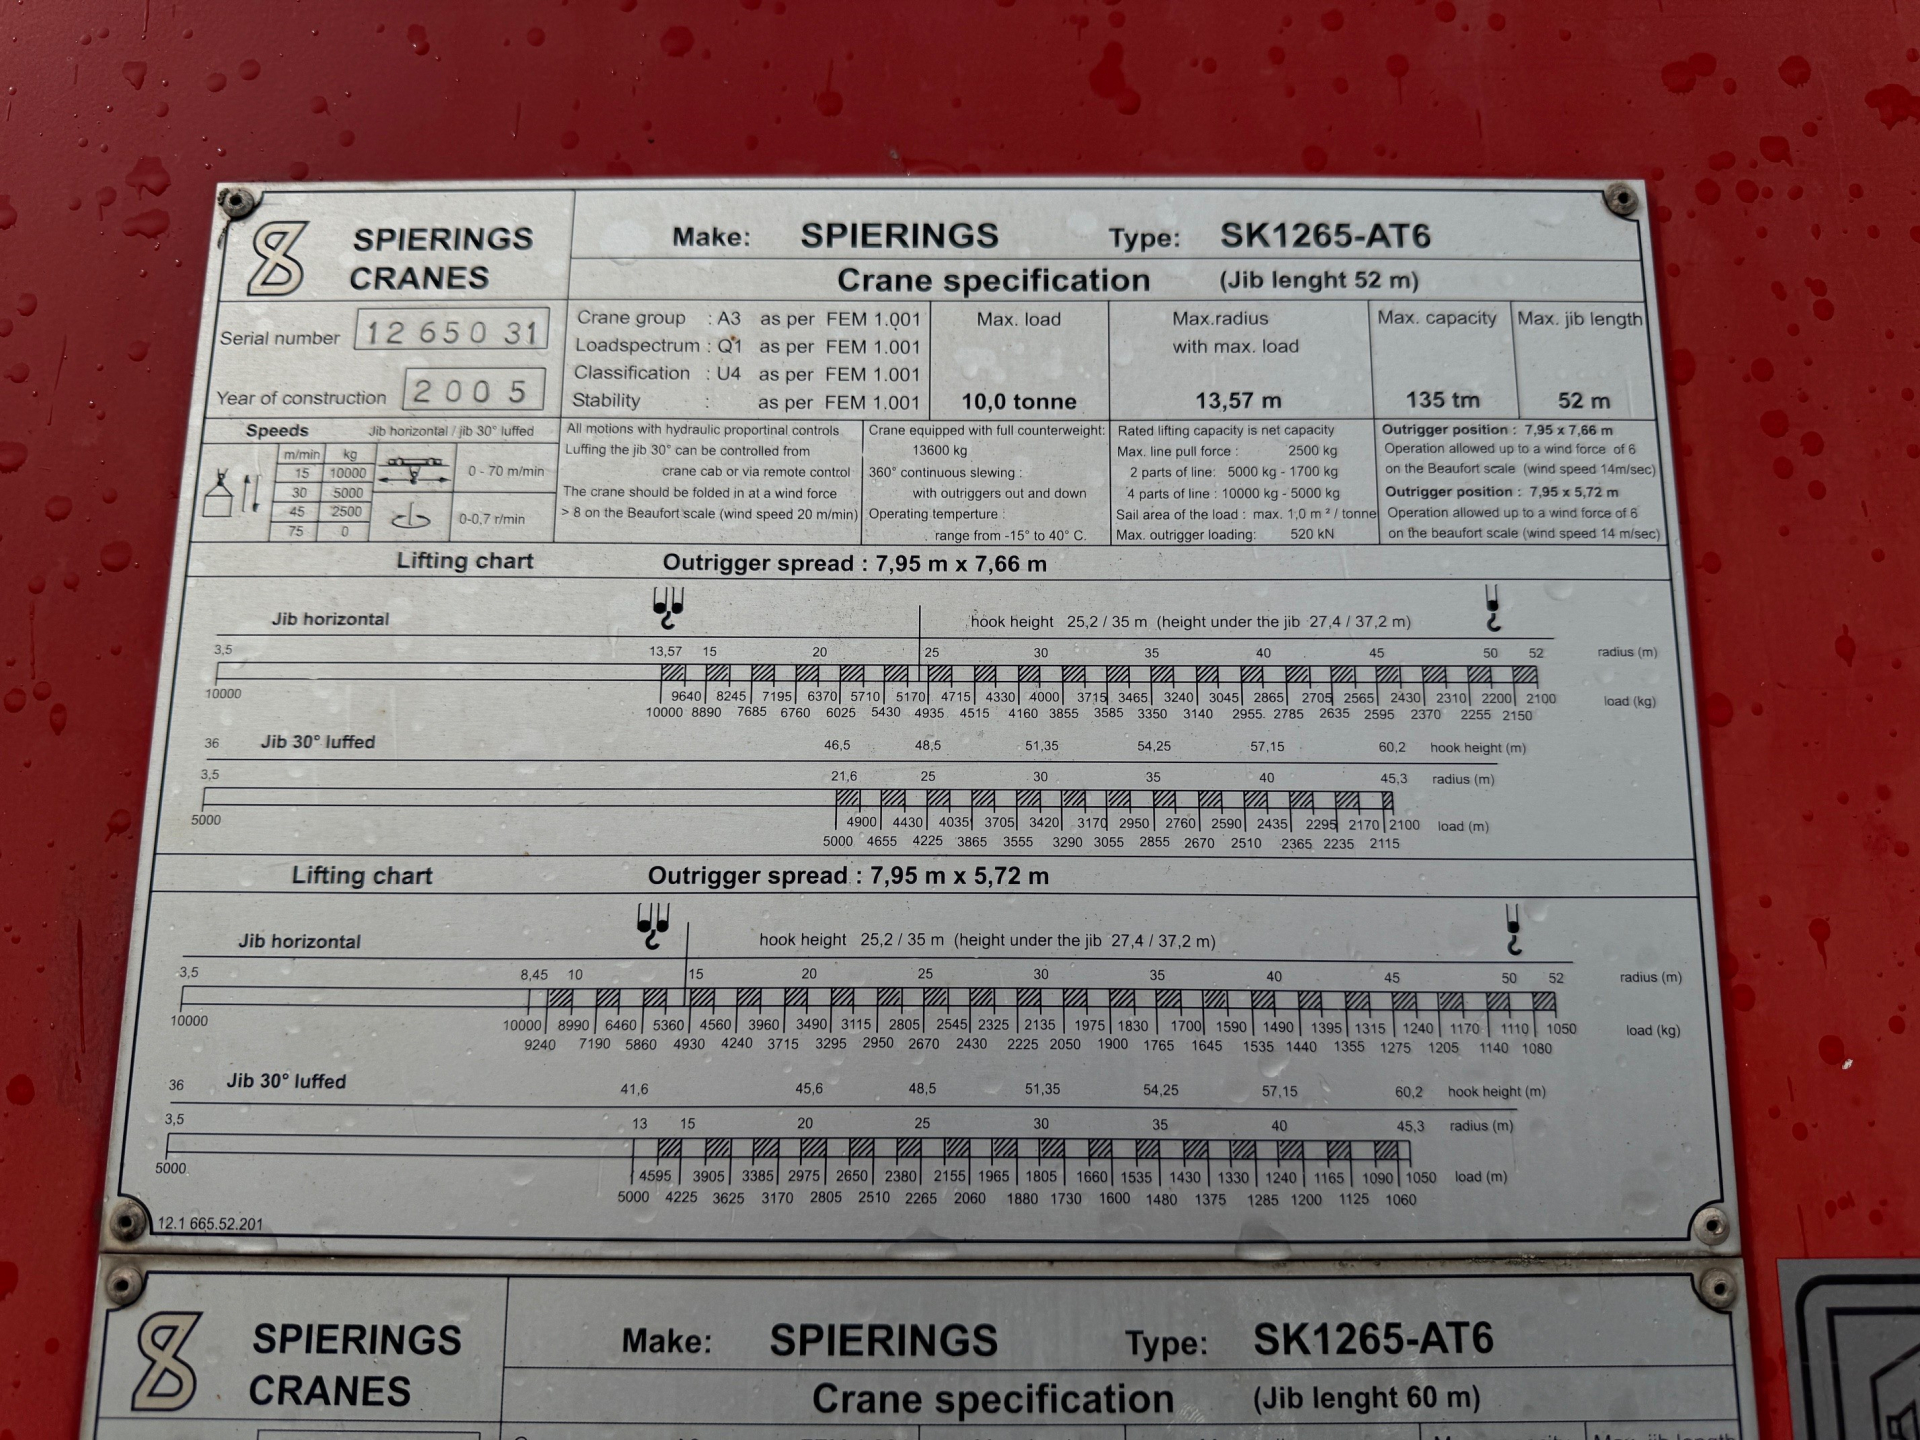 SPIERINGS
CRANES
Make: SPIERINGS Type: SK1265-AT6
Crane specification (Jib lenght 52 m)
Serial number 1265031
Year of construction 2005
Crane group : A3 as per FEM 1.001
Loadspectrum : Q1 as per FEM 1.001
Classification : U4 as per FEM 1.001
Stability : as per FEM 1.001
Max. load
10,0 tonne
Max.radius
with max. load
13,57 m
Max. capacity
135 tm
Max. jib length
52 m
Speeds Jib horizontal / jib 30° luffed
m/min kg
15 10000
30 5000
45 2500
75 0
0 - 70 m/min
0-0,7 r/min
All motions with hydraulic proportinal controls
Luffing the jib 30° can be controlled from
crane cab or via remote control
The crane should be folded in at a wind force
> 8 on the Beaufort scale (wind speed 20 m/min)
Crane equipped with full counterweight:
13600 kg
360° continuous slewing :
with outriggers out and down
Operating temperture :
range from -15° to 40° C.
Rated lifting capacity is net capacity
Max. line pull force : 2500 kg
2 parts of line: 5000 kg - 1700 kg
4 parts of line : 10000 kg - 5000 kg
Sail area of the load : max. 1,0 m ² / tonne
Max. outrigger loading: 520 kN
Outrigger position : 7,95 x 7,66 m
Operation allowed up to a wind force of 6
on the Beaufort scale (wind speed 14m/sec)
Outrigger position : 7,95 x 5,72 m
Operation allowed up to a wind force of 6
on the beaufort scale (wind speed 14 m/sec)
Lifting chart Outrigger spread : 7,95 m x 7,66 m
Jib horizontal hook height 25,2 / 35 m (height under the jib 27,4 / 37,2 m)
3,5 13,57 15 20 25 30 35 40 45 50 52 radius (m)
10000 9640 8245 7195 6370 5710 5170 4715 4330 4000 3715 3465 3240 3045 2865 2705 2565 2430 2310 2200 2100 load (kg)
10000 8890 7685 6760 6025 5430 4935 4515 4160 3855 3585 3350 3140 2955 2785 2635 2595 2370 2255 2150
36 Jib 30° luffed 46,5 48,5 51,35 54,25 57,15 60,2 hook height (m)
3,5 21,6 25 30 35 40 45,3 radius (m)
5000 4900 4430 4035 3705 3420 3170 2950 2760 2590 2435 2295 2170 2100 load (m)
5000 4655 4225 3865 3555 3290 3055 2855 2670 2510 2365 2235 2115
Lifting chart Outrigger spread : 7,95 m x 5,72 m
Jib horizontal hook height 25,2 / 35 m (height under the jib 27,4 / 37,2 m)
3,5 8,45 10 15 20 25 30 35 40 45 50 52 radius (m)
10000 10000 8990 6460 5360 4560 3960 3490 3115 2805 2545 2325 2135 1975 1830 1700 1590 1490 1395 1315 1240 1170 1110 1050 load (kg)
9240 7190 5860 4930 4240 3715 3295 2950 2670 2430 2225 2050 1900 1765 1645 1535 1440 1355 1275 1205 1140 1080
36 Jib 30° luffed 41,6 45,6 48,5 51,35 54,25 57,15 60,2 hook height (m)
3,5 13 15 20 25 30 35 40 45,3 radius (m)
5000 4595 3905 3385 2975 2650 2380 2155 1965 1805 1660 1535 1430 1330 1240 1165 1090 1050 load (m)
5000 4225 3625 3170 2805 2510 2265 2060 1880 1730 1600 1480 1375 1285 1200 1125 1060
12.1 665.52.201
SPIERINGS
CRANES
Make: SPIERINGS Type: SK1265-AT6
Crane specification (Jib lenght 60 m)